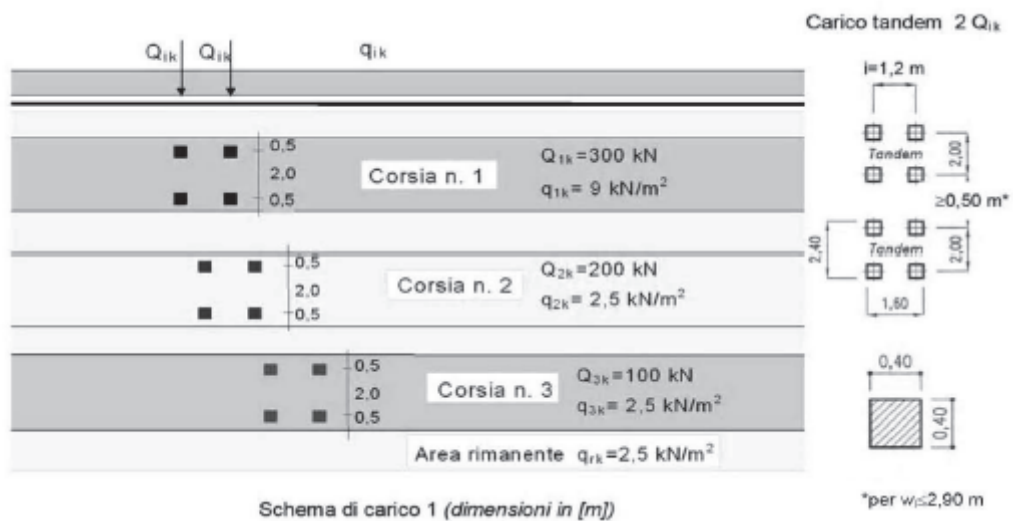 Carico tandem 2 Qik
Qik Qik qik
i=1,2 m
Tandem
2,00
≥0,50 m*
Tandem
2,40
2,00
1,60
0,5
2,0
0,5
Corsia n. 1
Q1k=300 kN
q1k= 9 kN/m²
0,5
2,0
0,5
Corsia n. 2
Q2k=200 kN
q2k= 2,5 kN/m²
0,5
2,0
0,5
Corsia n. 3
Q3k=100 kN
q3k= 2,5 kN/m²
0,40
0,40
Area rimanente qrk=2,5 kN/m²
Schema di carico 1 (dimensioni in [m])
*per wl≤2,90 m